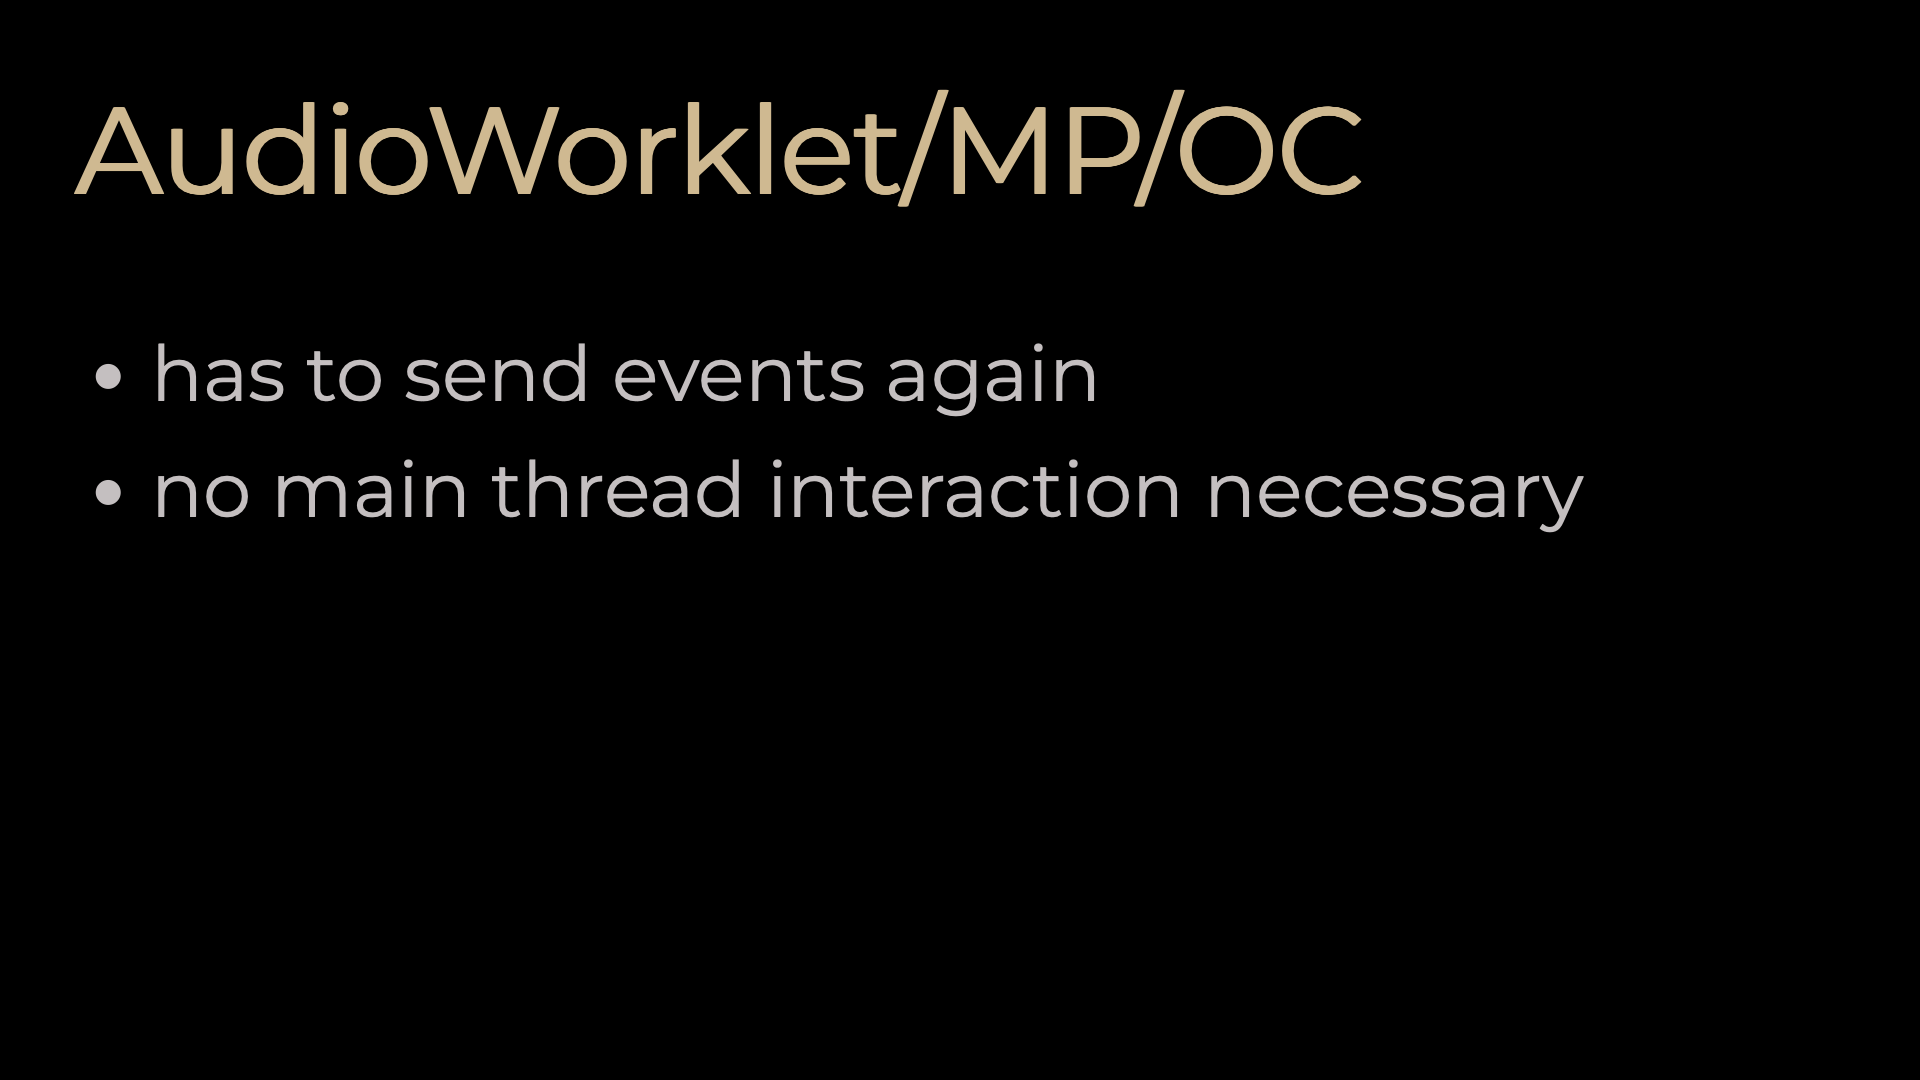 AudioWorklet/MP/OC
• has to send events again
• no main thread interaction necessary